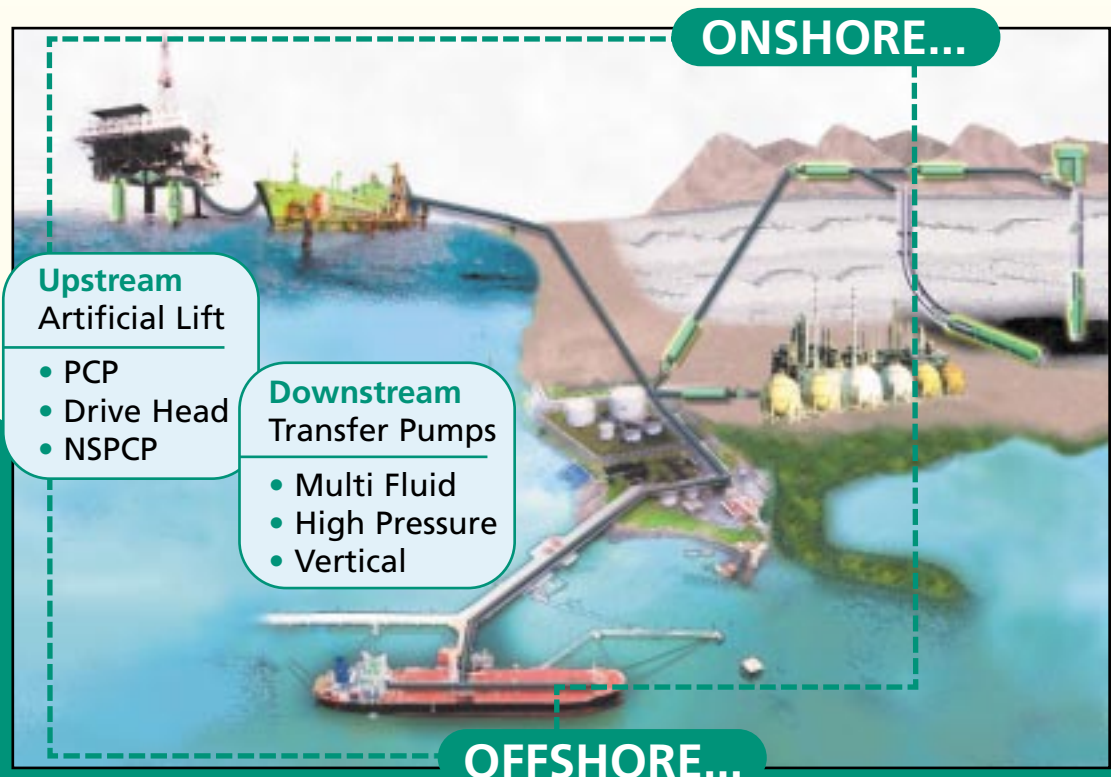 ONSHORE...
Upstream
Artificial Lift
• PCP
• Drive Head
• NSPCP
Downstream
Transfer Pumps
• Multi Fluid
• High Pressure
• Vertical
OFFSHORE...